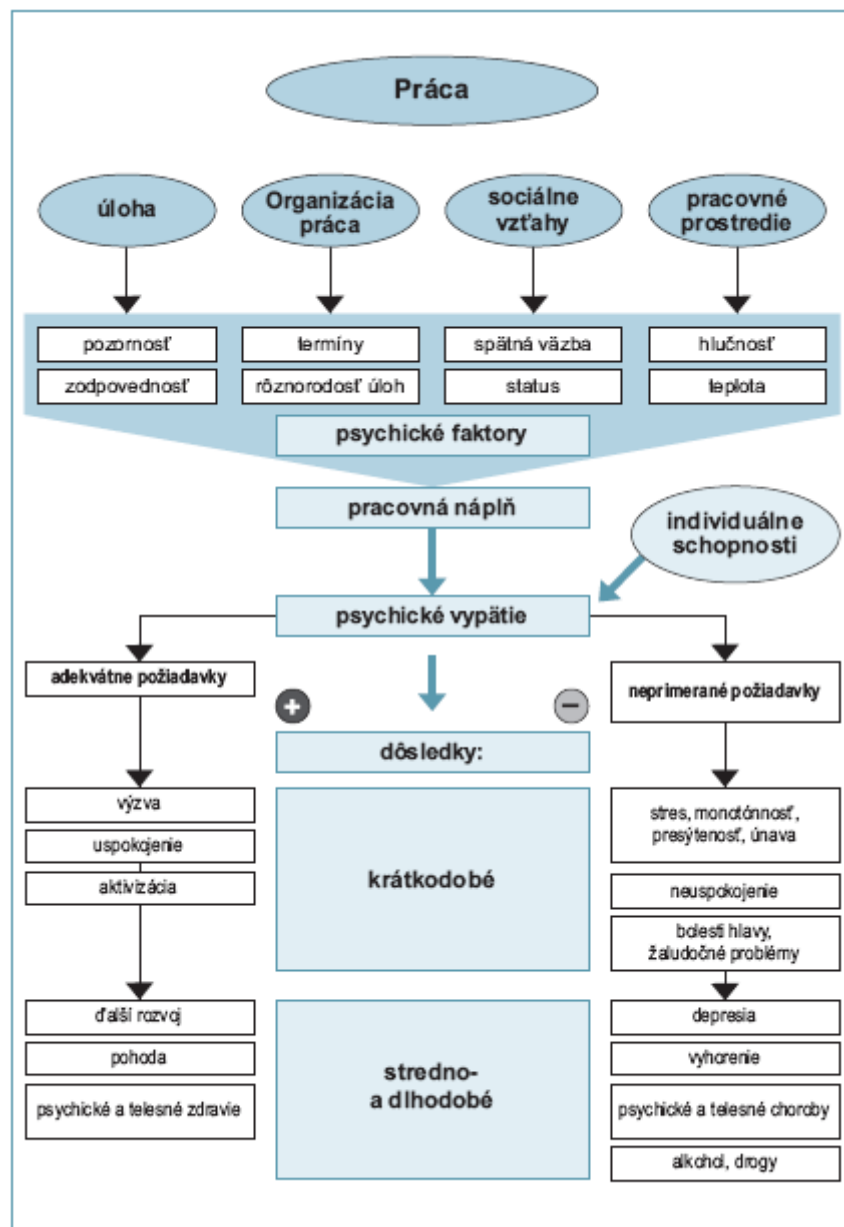 Práca
úloha
Organizácia
práca
sociálne
vzťahy
pracovné
prostredie
pozornosť
termíny
spätná väzba
hlučnosť
zodpovednosť
rôznorodosť úloh
status
teplota
psychické faktory
pracovná náplň
individuálne
schopnosti
psychické vypätie
adekvátne požiadavky
neprimerané požiadavky
+
−
dôsledky:
výzva
uspokojenie
aktivizácia
krátkodobé
stres, monotónnosť,
presýtenosť, únava
neuspokojenie
bolesti hlavy,
žaludočné problémy
ďalší rozvoj
pohoda
psychické a telesné zdravie
stredno-
a dlhodobé
depresia
vyhorenie
psychické a telesné choroby
alkohol, drogy